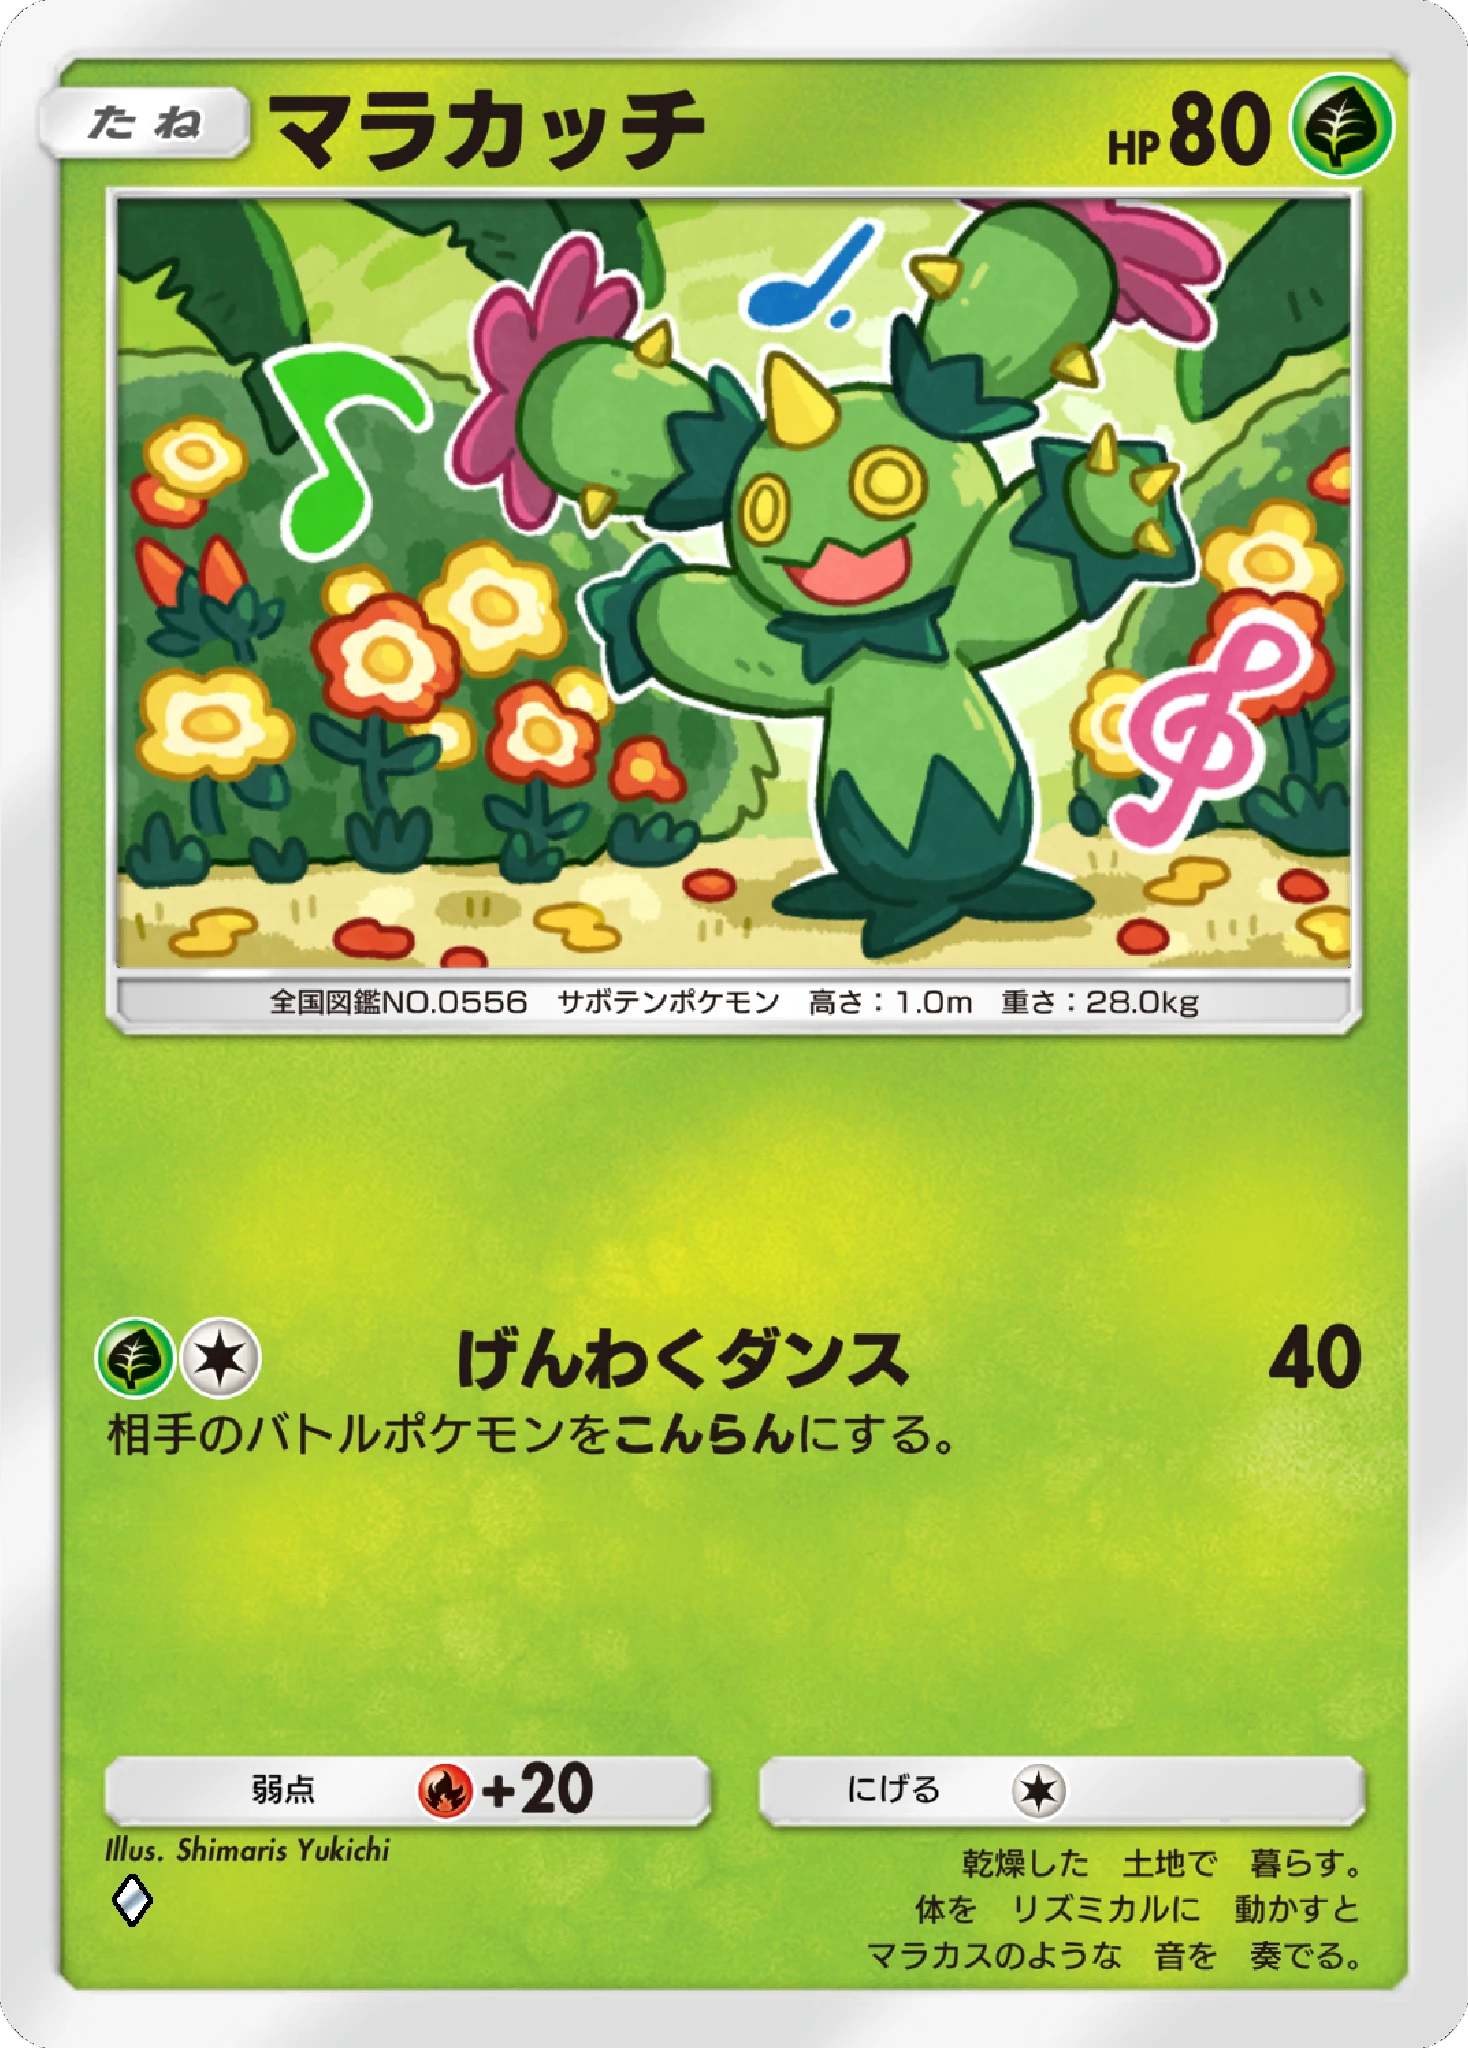 たね
マラカッチ
HP80
全国図鑑NO.0556 サボテンポケモン 高さ：1.0m 重さ：28.0kg
げんわくダンス 40
相手のバトルポケモンをこんらんにする。
弱点 +20
にげる
Illus. Shimaris Yukichi
乾燥した 土地で 暮らす。
体を リズミカルに 動かすと
マラカスのような 音を 奏でる。